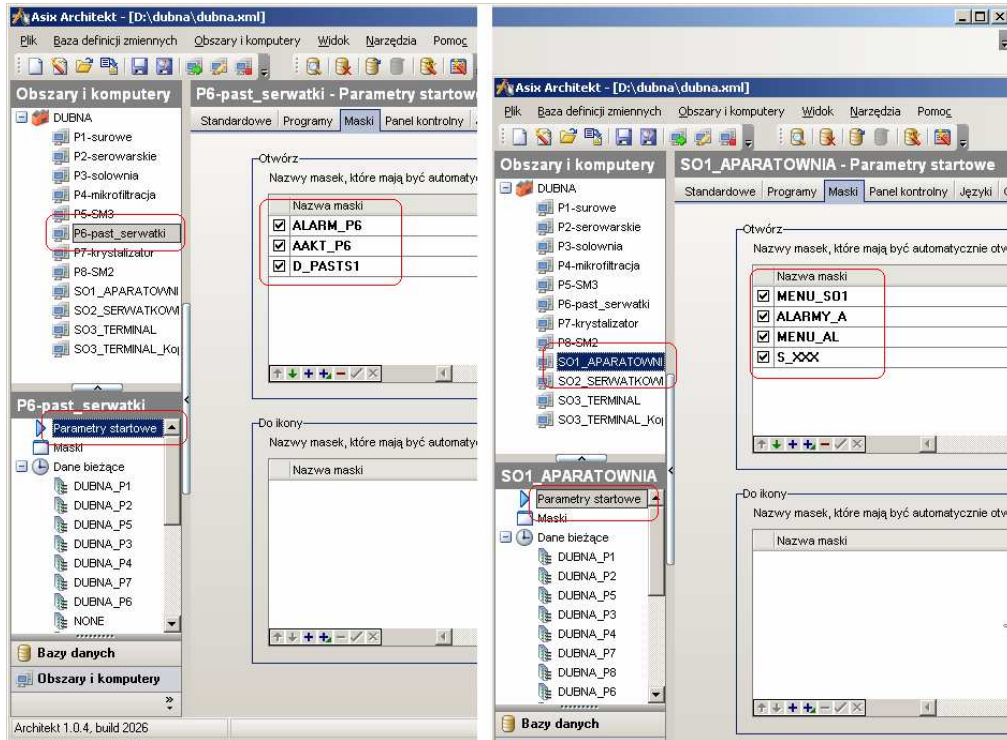 Asix Architekt - [D:\dubna\dubna.xml]
Plik Baza definicji zmiennych Obszary i komputery Widok Narzędzia Pomoc
Obszary i komputery
DUBNA
P1-surowe
P2-serowarskie
P3-solownia
P4-mikrofiltracja
P5-SM3
P6-past_serwatki
P7-krystalizator
P8-SM2
SO1_APARATOWNI
SO2_SERWATKOWI
SO3_TERMINAL
SO3_TERMINAL_Kop
P6-past_serwatki
Parametry startowe
Maski
Dane bieżące
DUBNA_P1
DUBNA_P2
DUBNA_P5
DUBNA_P3
DUBNA_P4
DUBNA_P7
DUBNA_P6
NONE
Bazy danych
Obszary i komputery
Architekt 1.0.4, build 2026
P6-past_serwatki - Parametry startow
Standardowe Programy Maski Panel kontrolny
Otwórz
Nazwy masek, które mają być automaty
Nazwa maski
ALARM_P6
AAKT_P6
D_PASTS1
Do ikony
Nazwy masek, które mają być automaty
Nazwa maski
Asix Architekt - [D:\dubna\dubna.xml]
Plik Baza definicji zmiennych Obszary i komputery Widok Narzędzia Pomoc
Obszary i komputery
DUBNA
P1-surowe
P2-serowarskie
P3-solownia
P4-mikrofiltracja
P5-SM3
P6-past_serwatki
P7-krystalizator
P8-SM2
SO1_APARATOWNI
SO2_SERWATKOWI
SO3_TERMINAL
SO3_TERMINAL_Kop
SO1_APARATOWNIA
Parametry startowe
Maski
Dane bieżące
DUBNA_P1
DUBNA_P2
DUBNA_P5
DUBNA_P3
DUBNA_P4
DUBNA_P7
DUBNA_P8
DUBNA_P6
Bazy danych
SO1_APARATOWNIA - Parametry startowe
Standardowe Programy Maski Panel kontrolny Języki
Otwórz
Nazwy masek, które mają być automatycznie otw
Nazwa maski
MENU_SO1
ALARMY_A
MENU_AL
S_XXX
Do ikony
Nazwy masek, które mają być automatycznie otw
Nazwa maski